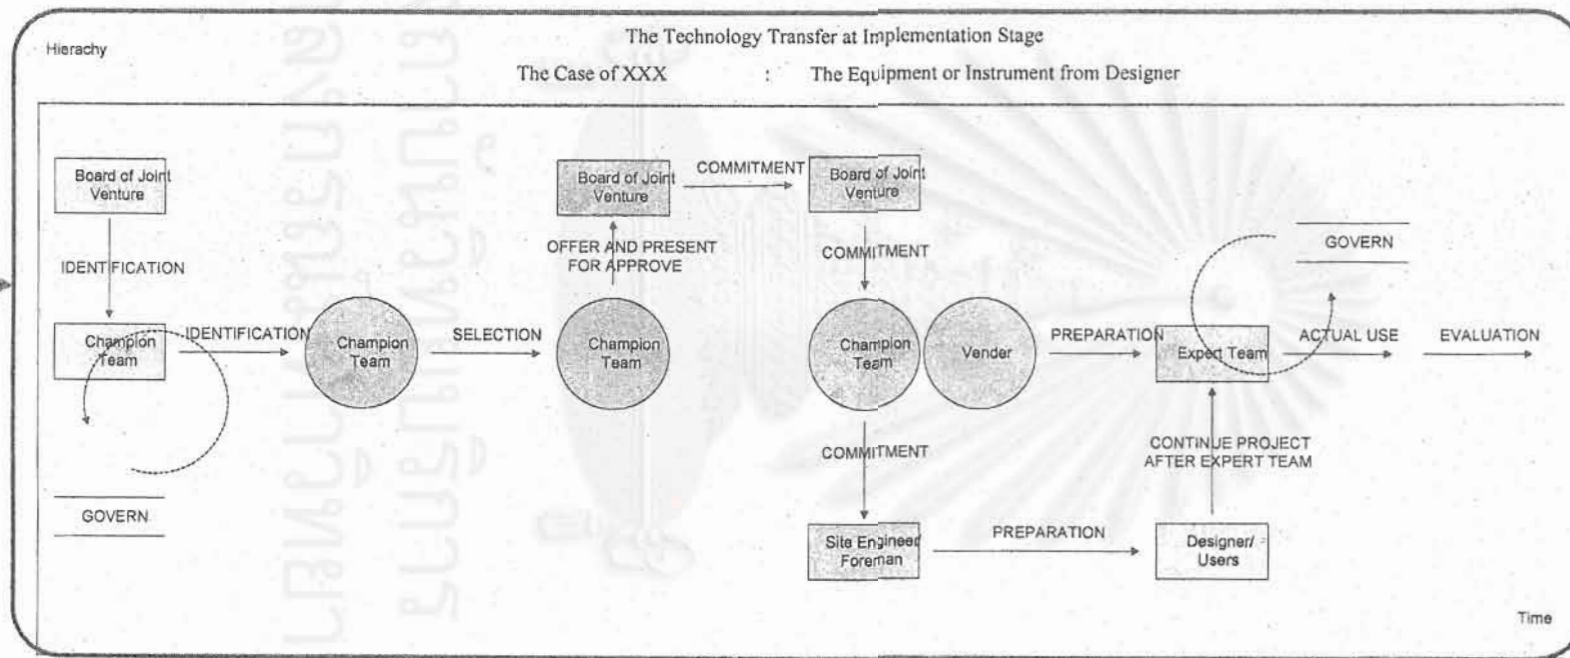 Hierachy
The Technology Transfer at Implementation Stage
The Case of XXX : The Equipment or Instrument from Designer
Board of Joint
Venture
Board of Joint
Venture
COMMITMENT
Board of Joint
Venture
IDENTIFICATION
OFFER AND PRESENT
FOR APPROVE
COMMITMENT
GOVERN
Champion
Team
IDENTIFICATION
Champion
Team
SELECTION
Champion
Team
Champion
Team
Vender
PREPARATION
Expert Team
ACTUAL USE
EVALUATION
COMMITMENT
CONTINUE PROJECT
AFTER EXPERT TEAM
GOVERN
Site Engineer/
Foreman
PREPARATION
Designer/
Users
Time